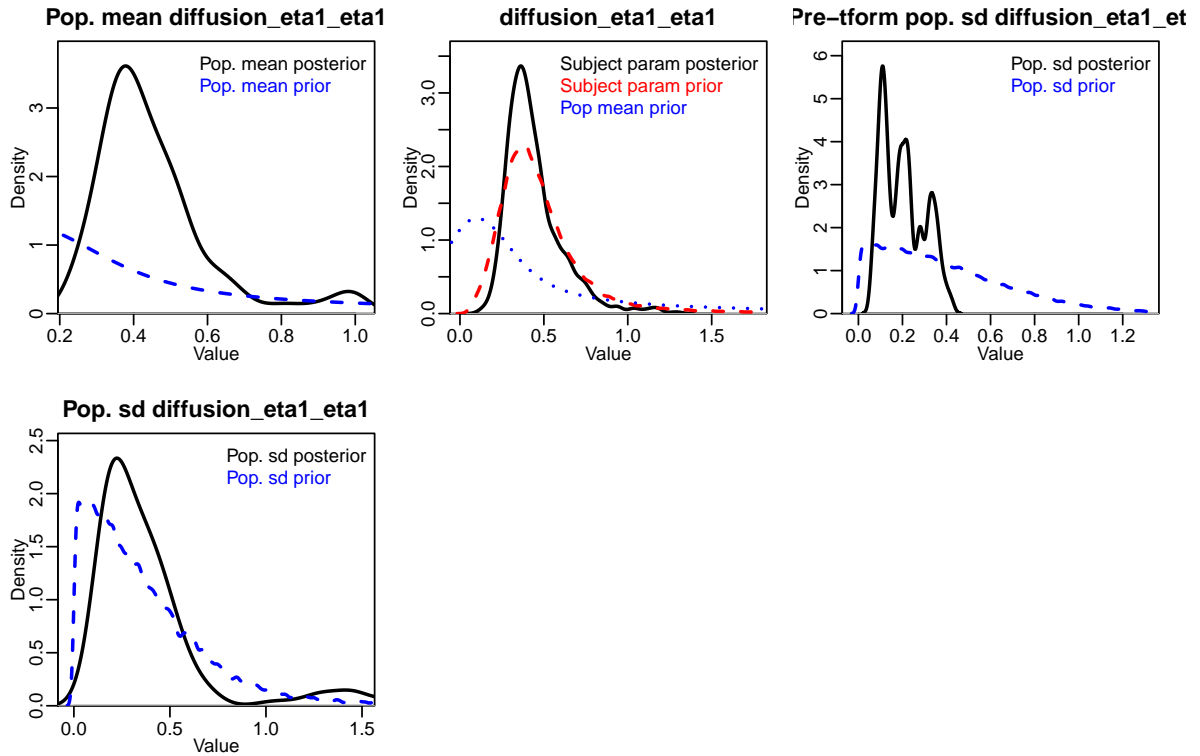 Pop. mean diffusion_eta1_eta1
Pop. mean posterior
Pop. mean prior
Density
0 1 2 3
0.2 0.4 0.6 0.8 1.0
Value
diffusion_eta1_eta1
Subject param posterior
Subject param prior
Pop mean prior
Density
0.0 1.0 2.0 3.0
0.0 0.5 1.0 1.5
Value
Pre−tform pop. sd diffusion_eta1_et
Pop. sd posterior
Pop. sd prior
Density
0 1 2 3 4 5 6
0.0 0.2 0.4 0.6 0.8 1.0 1.2
Value
Pop. sd diffusion_eta1_eta1
Pop. sd posterior
Pop. sd prior
Density
0.0 0.5 1.0 1.5 2.0 2.5
0.0 0.5 1.0 1.5
Value